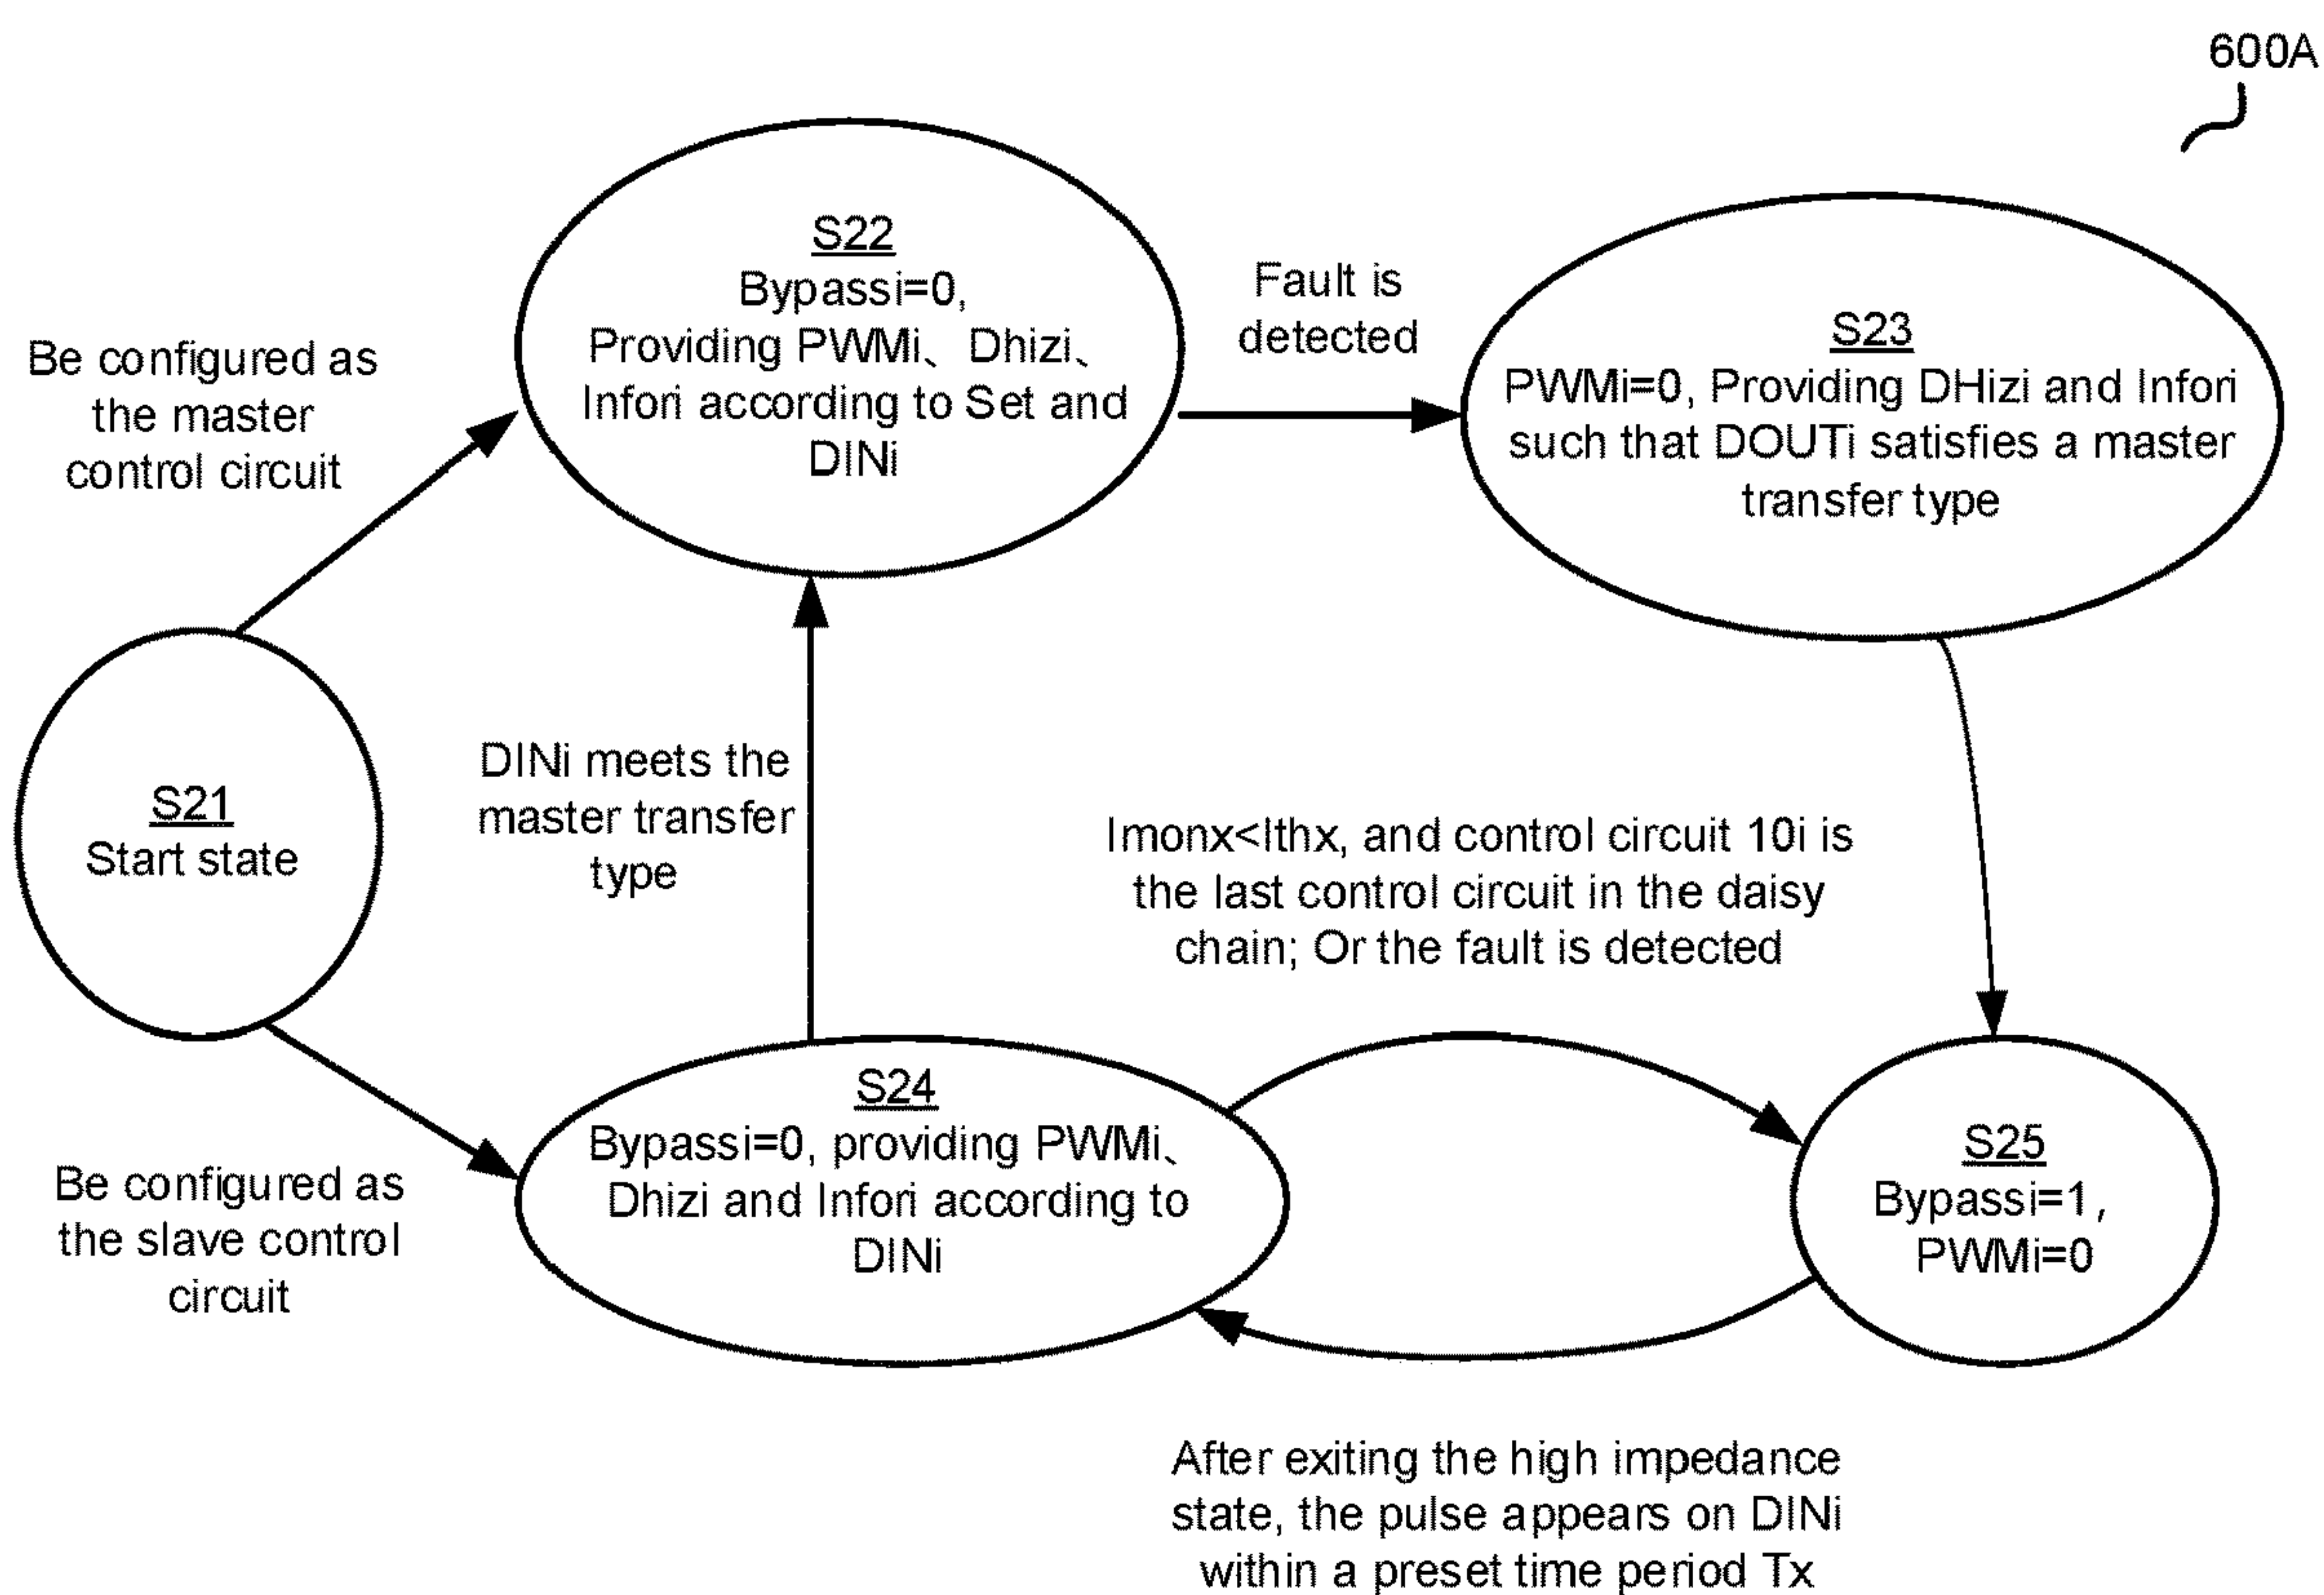 600A
S22
Bypassi=0,
Providing PWMi、Dhizi、
Infori according to Set and
DINi
Fault is
detected
S23
PWMi=0, Providing DHizi and Infori
such that DOUTi satisfies a master
transfer type
Be configured as
the master
control circuit
S21
Start state
DINi meets the
master transfer
type
Imonx<Ithx, and control circuit 10i is
the last control circuit in the daisy
chain; Or the fault is detected
Be configured as
the slave control
circuit
S24
Bypassi=0, providing PWMi、
Dhizi and Infori according to
DINi
S25
Bypassi=1,
PWMi=0
After exiting the high impedance
state, the pulse appears on DINi
within a preset time period Tx